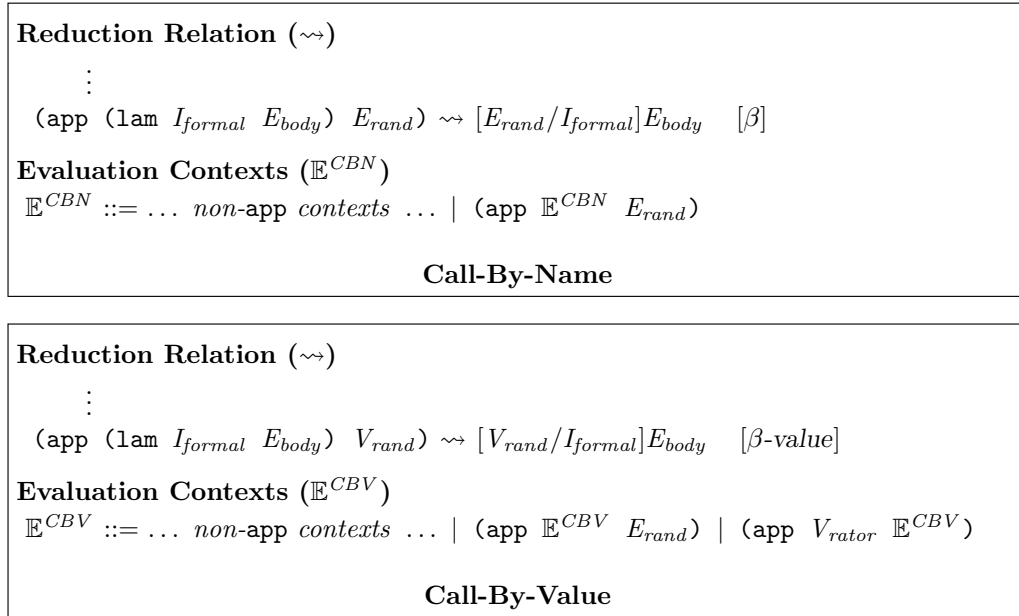 Reduction Relation (⇝)
⋮
(app (lam I_formal E_body) E_rand) ⇝ [E_rand/I_formal]E_body [β]
Evaluation Contexts (𝔼^CBN)
𝔼^CBN ::= … non-app contexts … | (app 𝔼^CBN E_rand)
Call-By-Name
Reduction Relation (⇝)
⋮
(app (lam I_formal E_body) V_rand) ⇝ [V_rand/I_formal]E_body [β-value]
Evaluation Contexts (𝔼^CBV)
𝔼^CBV ::= … non-app contexts … | (app 𝔼^CBV E_rand) | (app V_rator 𝔼^CBV)
Call-By-Value